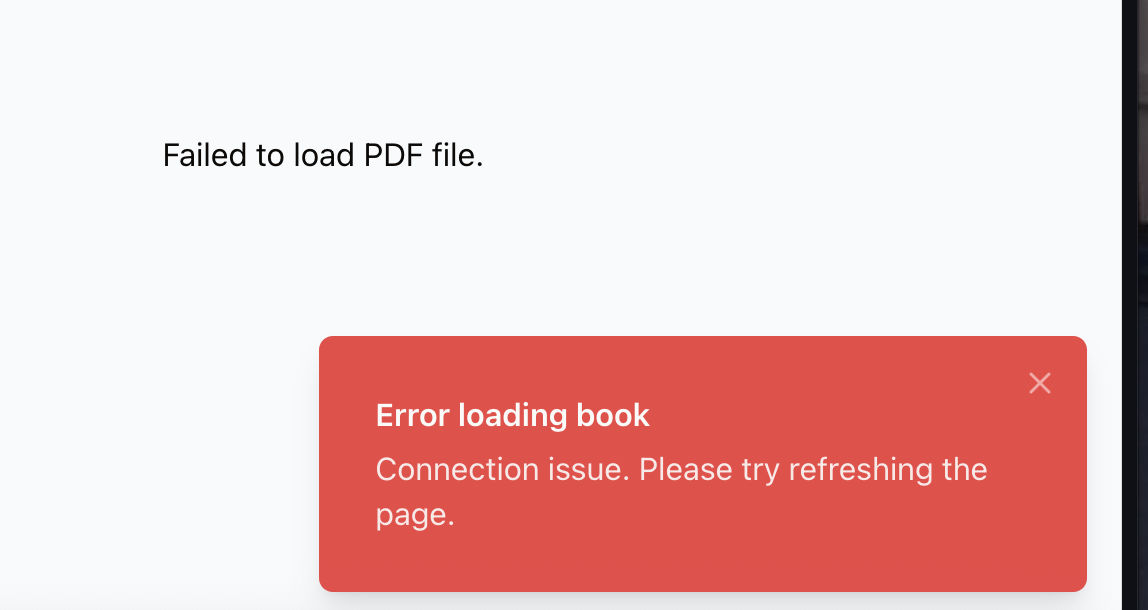 Failed to load PDF file.
Error loading book
Connection issue. Please try refreshing the
page.